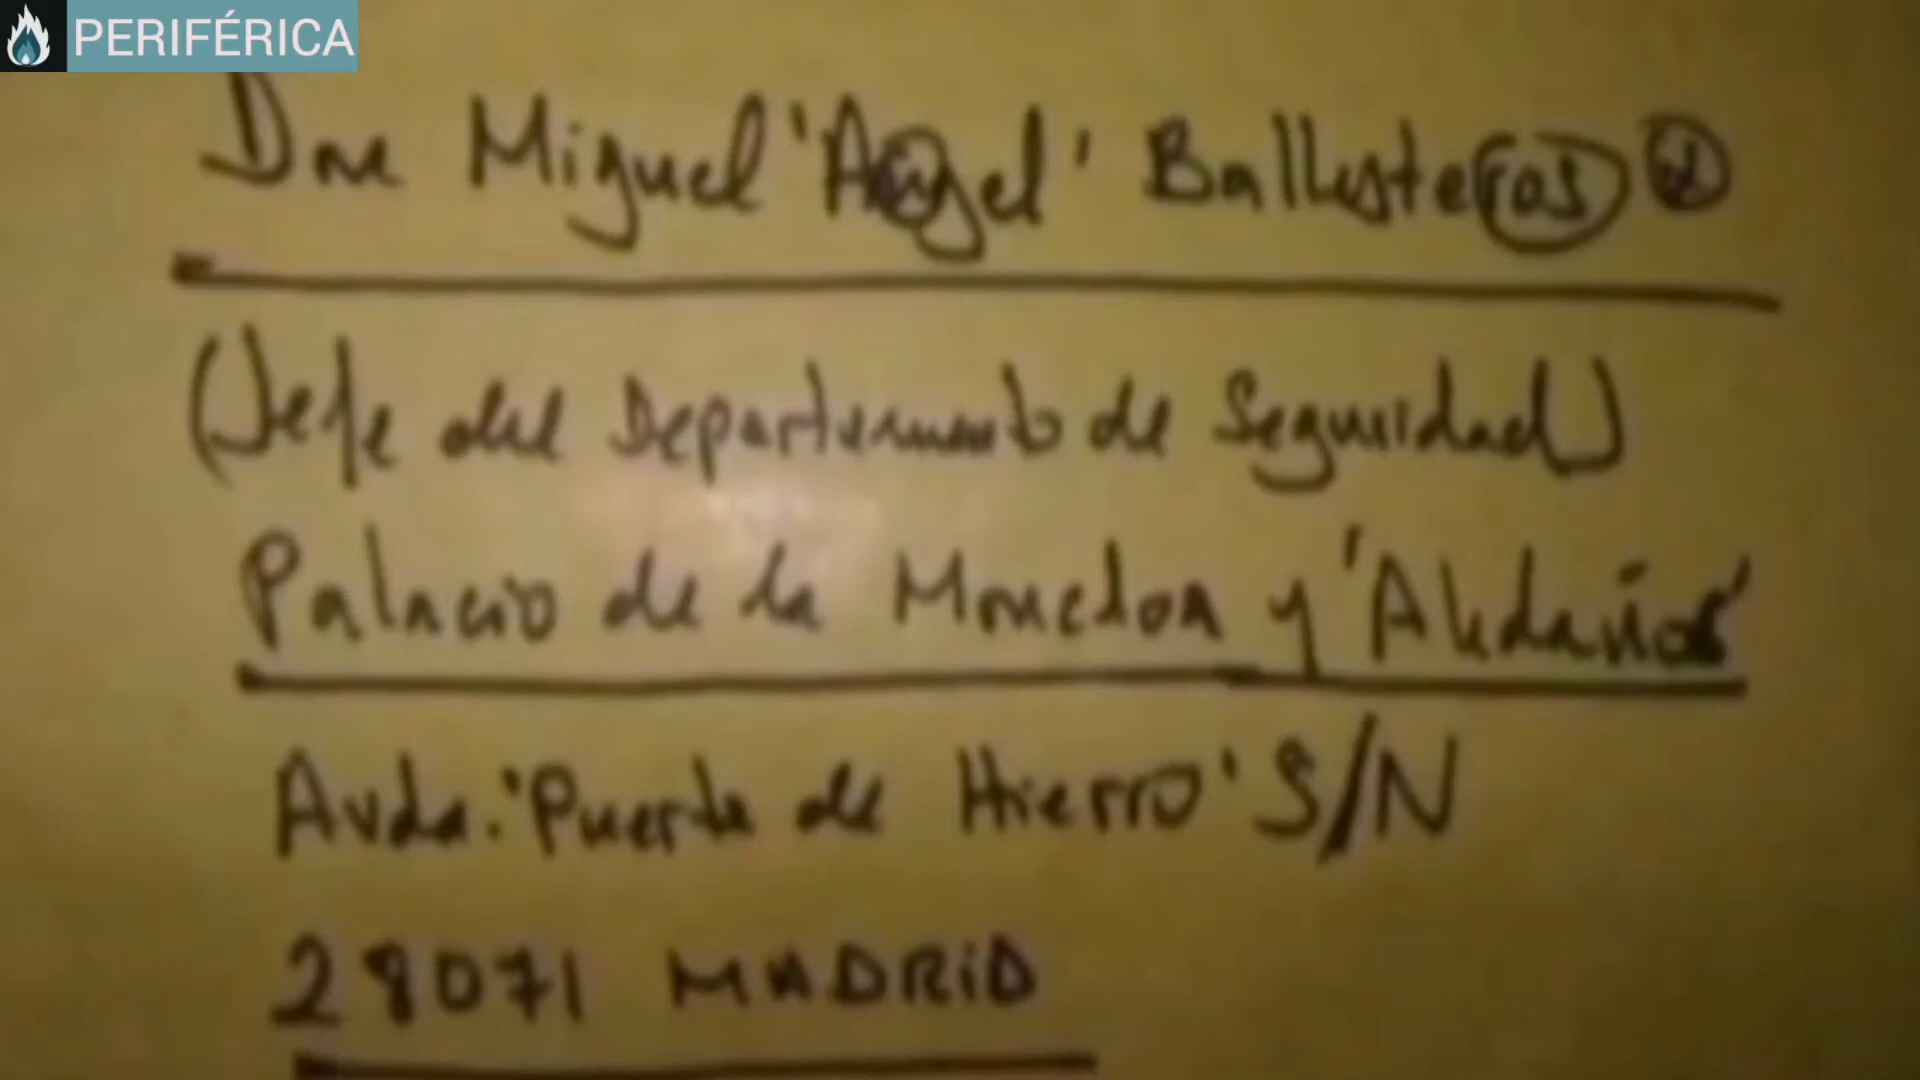 PERIFÉRICA
Dne Miguel 'Angel' Ballesteros
(Jefe del Departamento de Seguridad)
Palacio de la Moncloa y 'Aledaños'
Avda. 'Puerta de Hierro' S/N
28071 MADRiD